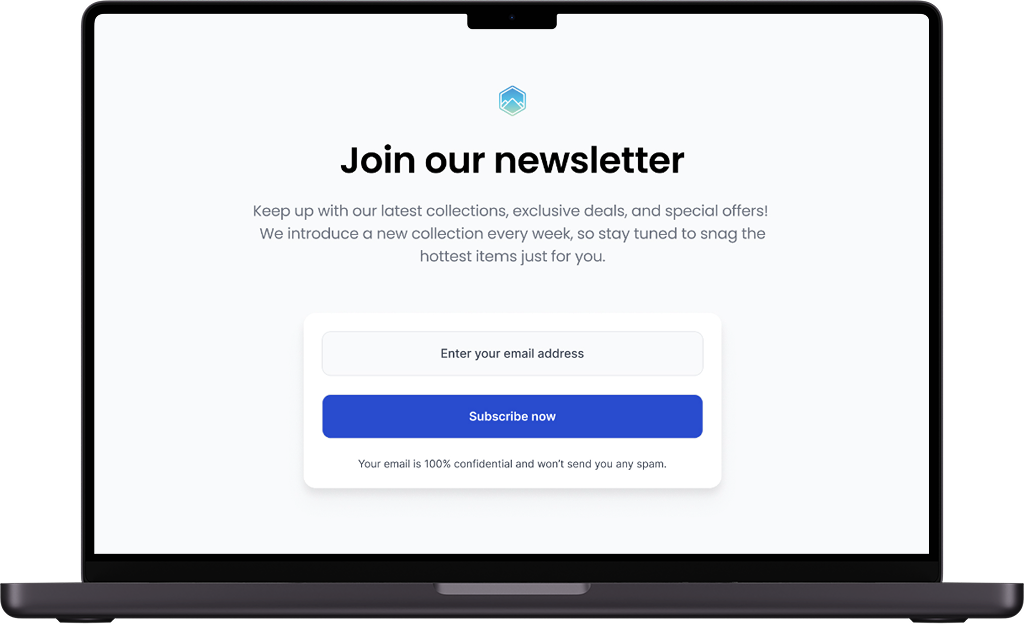 Join our newsletter
Keep up with our latest collections, exclusive deals, and special offers!
We introduce a new collection every week, so stay tuned to snag the
hottest items just for you.
Enter your email address
Subscribe now
Your email is 100% confidential and won't send you any spam.